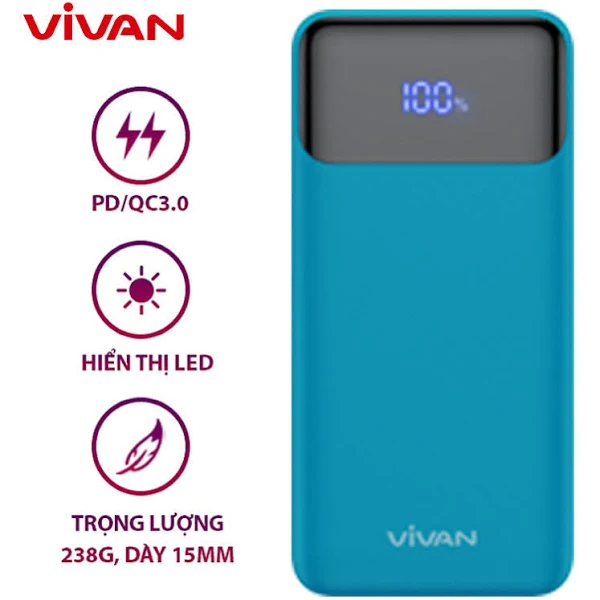 ViVAN
100%
PD/QC3.0
HIỂN THỊ LED
TRỌNG LƯỢNG
238G, DÀY 15MM
ViVAN